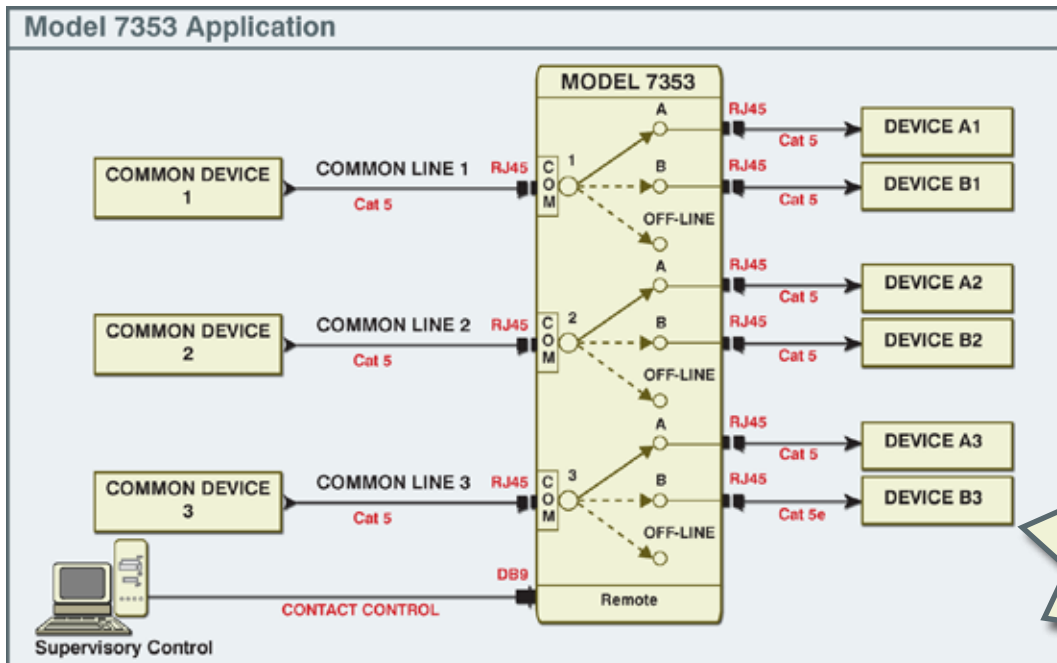 Model 7353 Application
MODEL 7353
COMMON DEVICE
1
COMMON LINE 1
Cat 5
RJ45
C
O
M
1
A
B
OFF-LINE
RJ45
Cat 5
DEVICE A1
RJ45
Cat 5
DEVICE B1
COMMON DEVICE
2
COMMON LINE 2
Cat 5
RJ45
C
O
M
2
A
B
OFF-LINE
RJ45
Cat 5
DEVICE A2
RJ45
Cat 5
DEVICE B2
COMMON DEVICE
3
COMMON LINE 3
Cat 5
RJ45
C
O
M
3
A
B
OFF-LINE
RJ45
Cat 5
DEVICE A3
RJ45
Cat 5e
DEVICE B3
DB9
CONTACT CONTROL
Remote
Supervisory Control